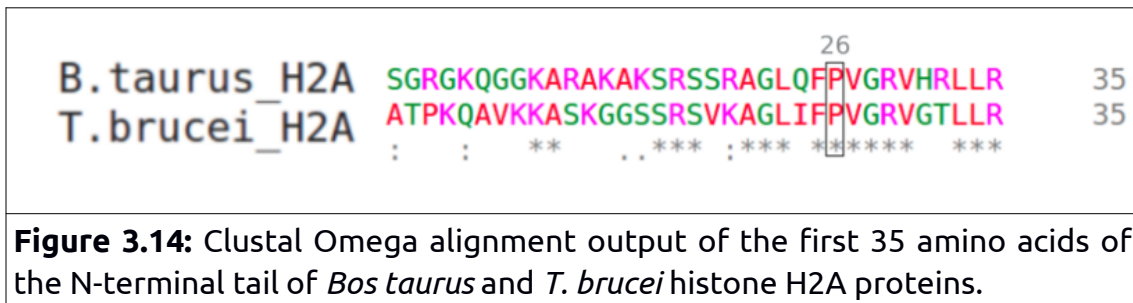 26
B.taurus_H2A SGRGKQGGKARAKAKSRSSRAGLQFPVGRVHRLLR 35
T.brucei_H2A ATPKQAVKKASKGGSSRSVKAGLIFPVGRVGTLLR 35
:   :   **   ..*** :*** ******  ***
Figure 3.14: Clustal Omega alignment output of the first 35 amino acids of
the N-terminal tail of Bos taurus and T. brucei histone H2A proteins.